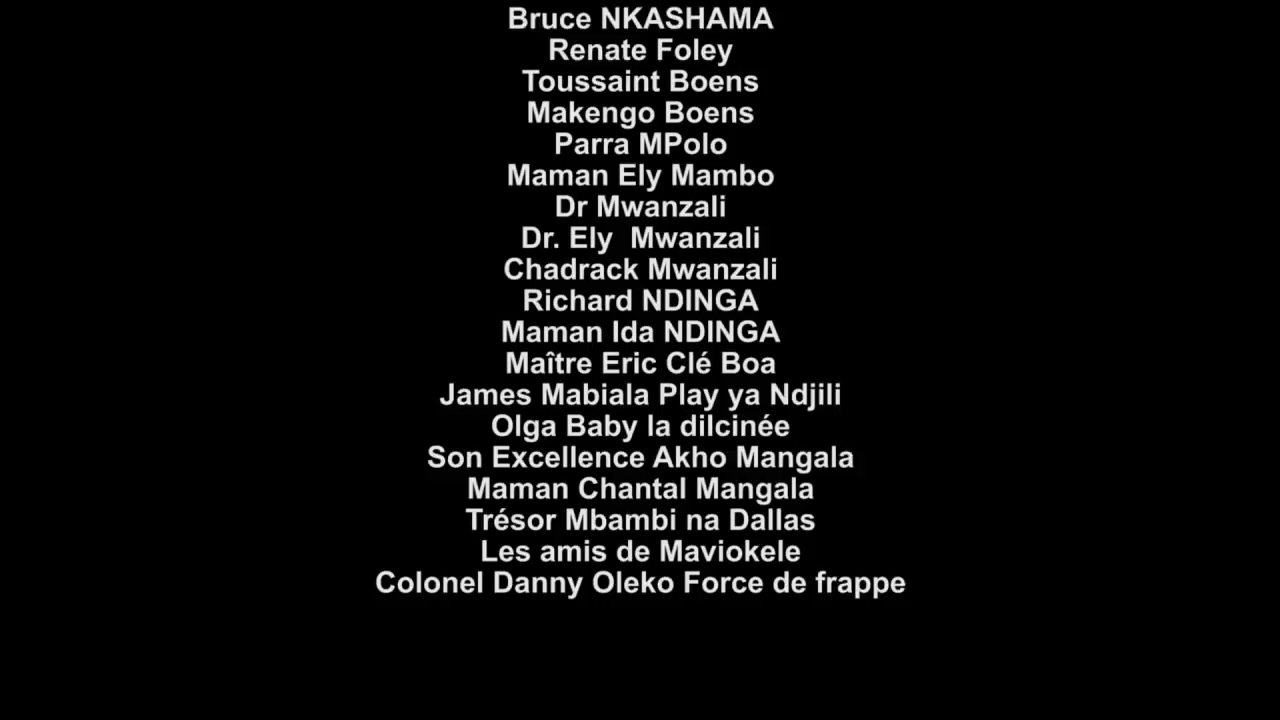 Bruce NKASHAMA
Renate Foley
Toussaint Boens
Makengo Boens
Parra MPolo
Maman Ely Mambo
Dr Mwanzali
Dr. Ely  Mwanzali
Chadrack Mwanzali
Richard NDINGA
Maman Ida NDINGA
Maître Eric Clé Boa
James Mabiala Play ya Ndjili
Olga Baby la dilcinée
Son Excellence Akho Mangala
Maman Chantal Mangala
Trésor Mbambi na Dallas
Les amis de Maviokele
Colonel Danny Oleko Force de frappe